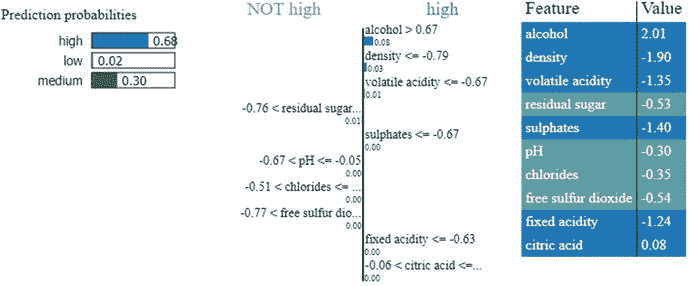 Prediction probabilities
high 0.68
low 0.02
medium 0.30
NOT high high
alcohol > 0.67
0.08
density <= -0.79
0.03
volatile acidity <= -0.67
0.01
-0.76 < residual sugar...
0.01
sulphates <= -0.67
0.00
-0.67 < pH <= -0.05
0.00
-0.51 < chlorides <= ...
0.00
-0.77 < free sulfur dio...
0.00
fixed acidity <= -0.63
0.00
-0.06 < citric acid <=...
0.00
Feature Value
alcohol 2.01
density -1.90
volatile acidity -1.35
residual sugar -0.53
sulphates -1.40
pH -0.30
chlorides -0.35
free sulfur dioxide -0.54
fixed acidity -1.24
citric acid 0.08